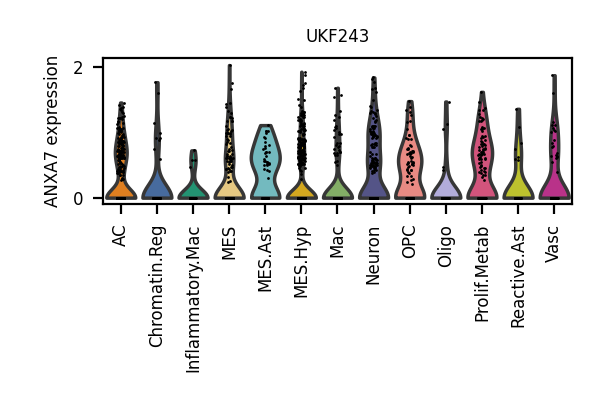 UKF243
ANXA7 expression
2
0
AC
Chromatin.Reg
Inflammatory.Mac
MES
MES.Ast
MES.Hyp
Mac
Neuron
OPC
Oligo
Prolif.Metab
Reactive.Ast
Vasc